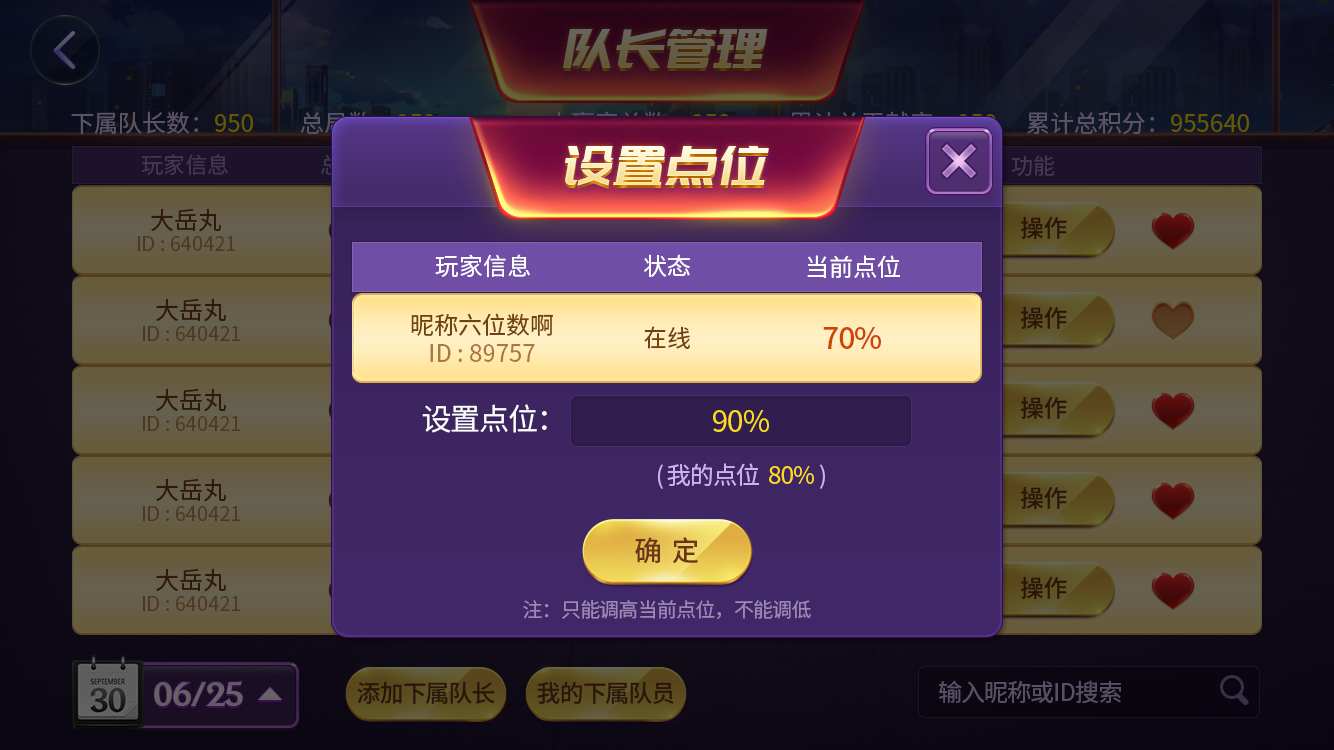 队长管理
下属队长数：950
累计总积分：955640
设置点位
玩家信息
功能
玩家信息 状态 当前点位
大岳丸
ID : 640421
操作
昵称六位数啊
ID : 89757
在线
70%
大岳丸
ID : 640421
操作
设置点位：
90%
大岳丸
ID : 640421
操作
(我的点位 80%)
大岳丸
ID : 640421
操作
确 定
大岳丸
ID : 640421
操作
注：只能调高当前点位，不能调低
SEPTEMBER
30
06/25
添加下属队长
我的下属队员
输入昵称或ID搜索